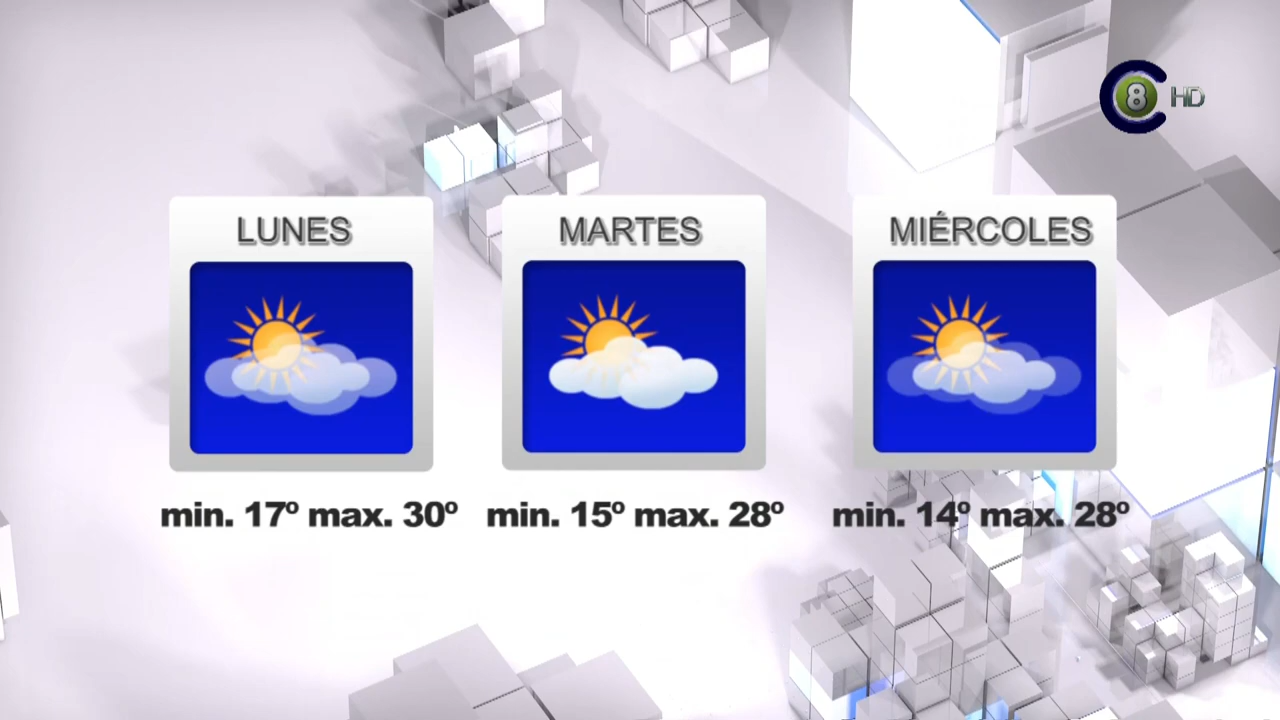 8 HD
LUNES
MARTES
MIÉRCOLES
min. 17º max. 30º
min. 15º max. 28º
min. 14º max. 28º